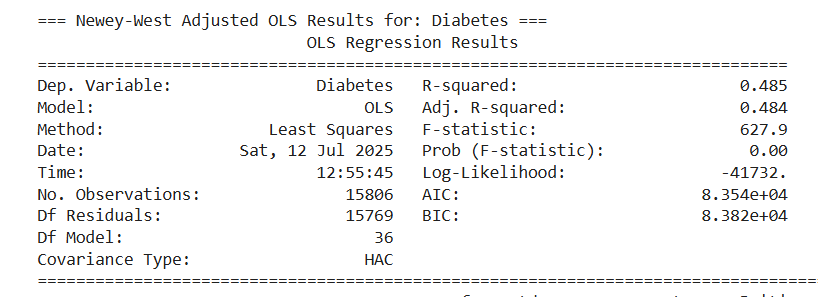 === Newey-West Adjusted OLS Results for: Diabetes ===
OLS Regression Results
==============================================================================
Dep. Variable: Diabetes R-squared: 0.485
Model: OLS Adj. R-squared: 0.484
Method: Least Squares F-statistic: 627.9
Date: Sat, 12 Jul 2025 Prob (F-statistic): 0.00
Time: 12:55:45 Log-Likelihood: -41732.
No. Observations: 15806 AIC: 8.354e+04
Df Residuals: 15769 BIC: 8.382e+04
Df Model: 36
Covariance Type: HAC
=================================================================================